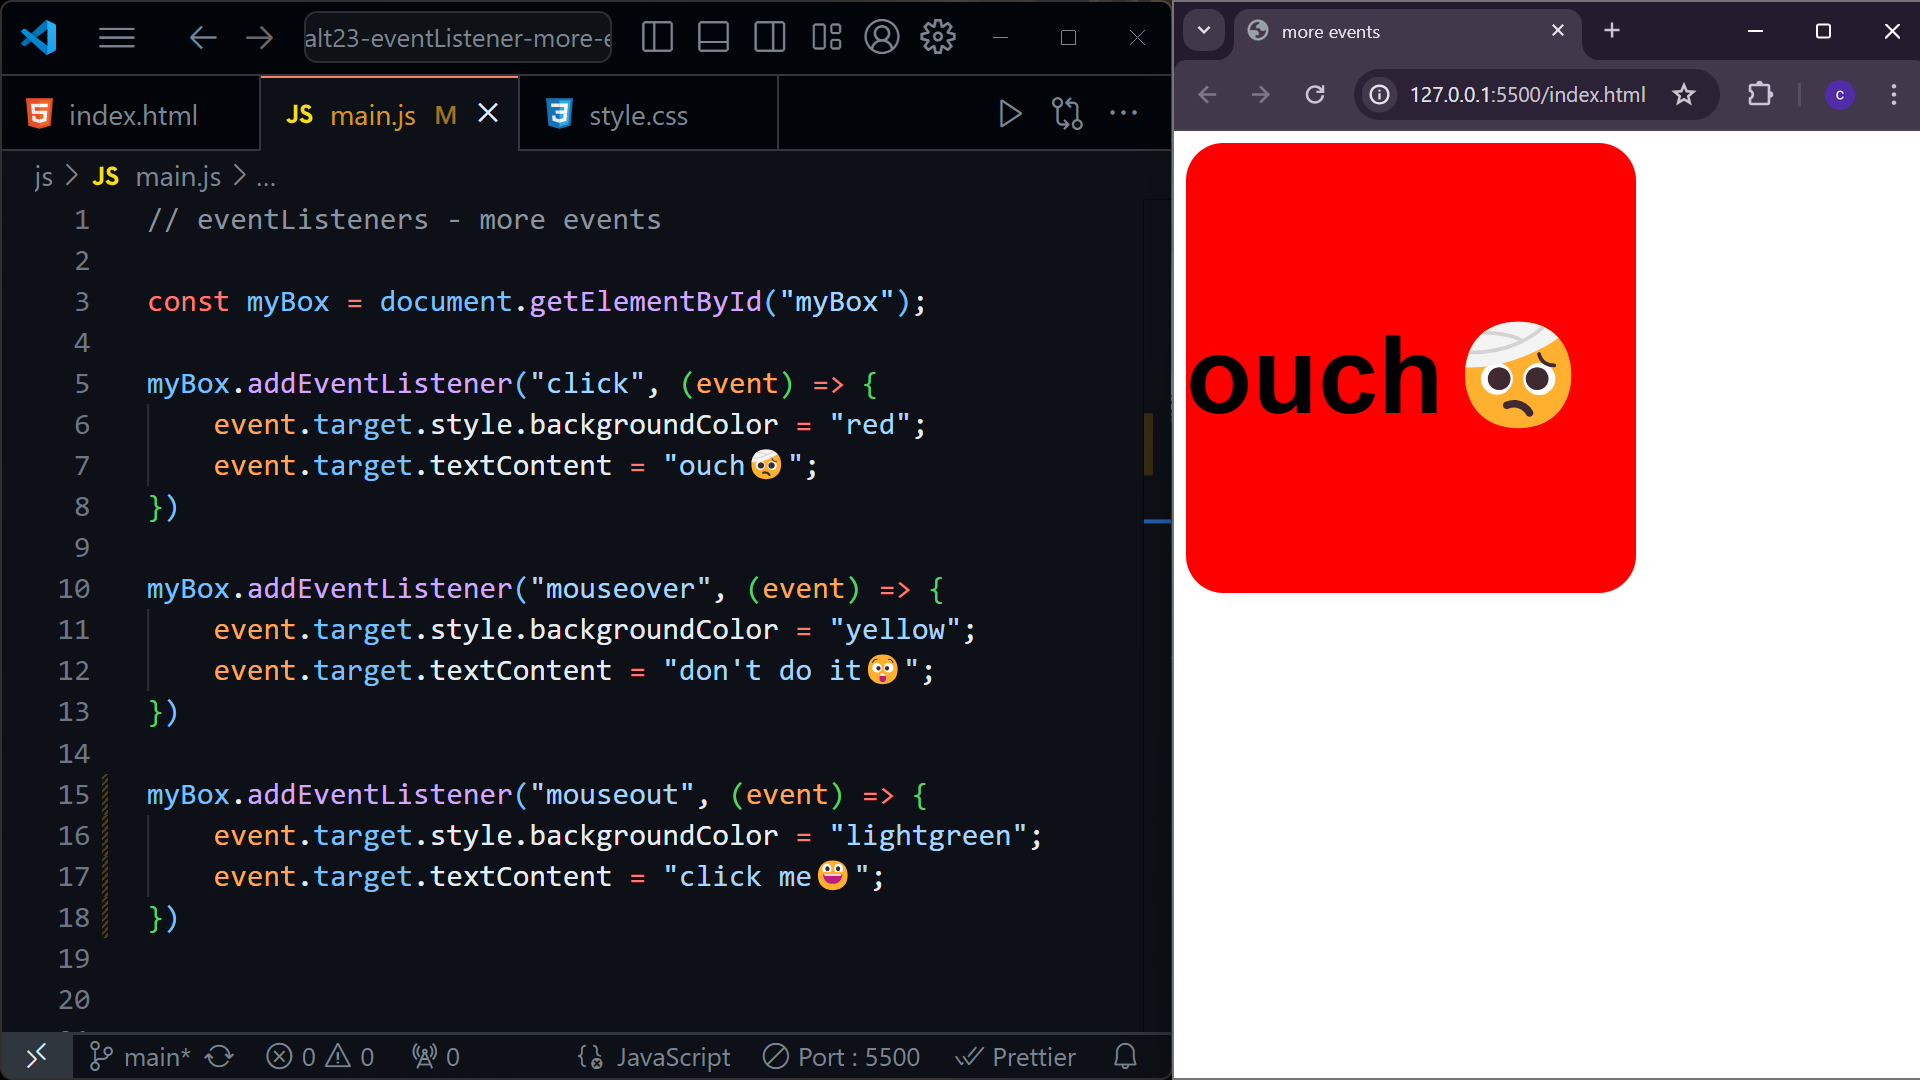 alt23-eventListener-more-e
index.html
JS main.js M
style.css
js > JS main.js > ...
1 // eventListeners - more events
2
3 const myBox = document.getElementById("myBox");
4
5 myBox.addEventListener("click", (event) => {
6 event.target.style.backgroundColor = "red";
7 event.target.textContent = "ouch🤕";
8 })
9
10 myBox.addEventListener("mouseover", (event) => {
11 event.target.style.backgroundColor = "yellow";
12 event.target.textContent = "don't do it😲";
13 })
14
15 myBox.addEventListener("mouseout", (event) => {
16 event.target.style.backgroundColor = "lightgreen";
17 event.target.textContent = "click me😀";
18 })
19
20
main* 0 0 0 JavaScript Port : 5500 Prettier
more events
127.0.0.1:5500/index.html
c
ouch🤕